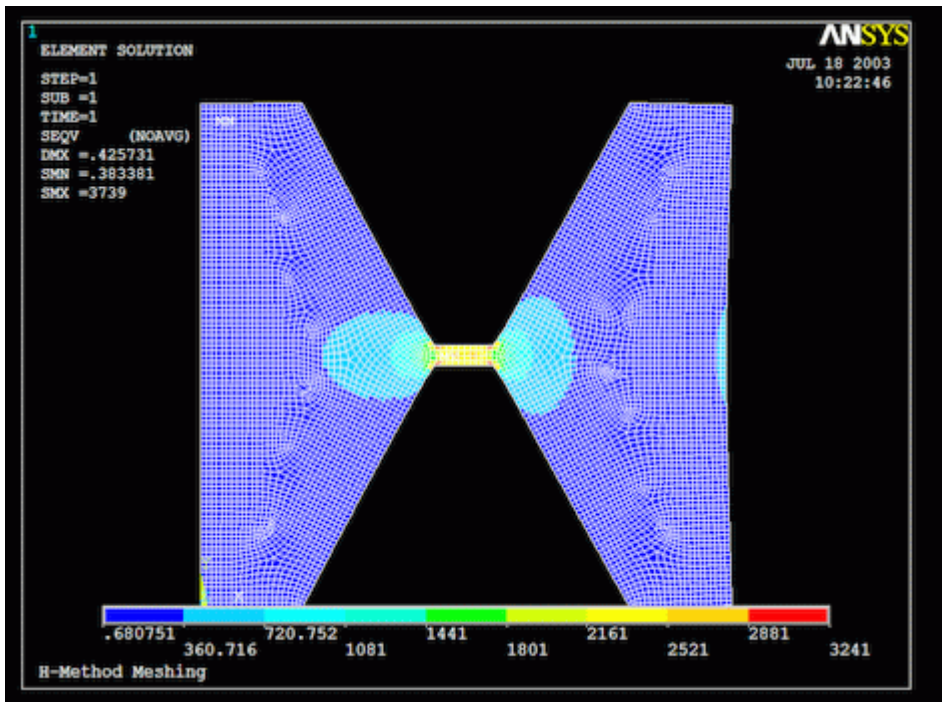 1
ANSYS
ELEMENT SOLUTION
JUL 18 2003
10:22:46
STEP=1
SUB =1
TIME=1
SEQV (NOAVG)
DMX =.425731
SMN =.383381
SMX =3739
MN
X
.680751 720.752 1441 2161 2881
360.716 1081 1801 2521 3241
H-Method Meshing